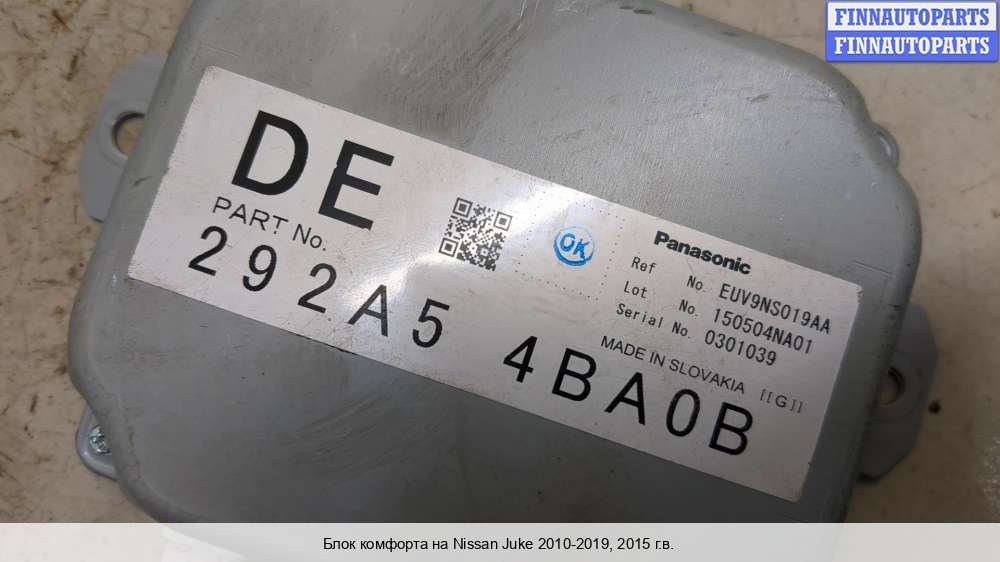 FINNAUTOPARTS
FINNAUTOPARTS
DE
PART No.
292A5 4BA0B
OK
Panasonic
Ref No. EUV9NS019AA
Lot No. 150504NA01
Serial No. 0301039
MADE IN SLOVAKIA [[G]]
Блок комфорта на Nissan Juke 2010-2019, 2015 г.в.